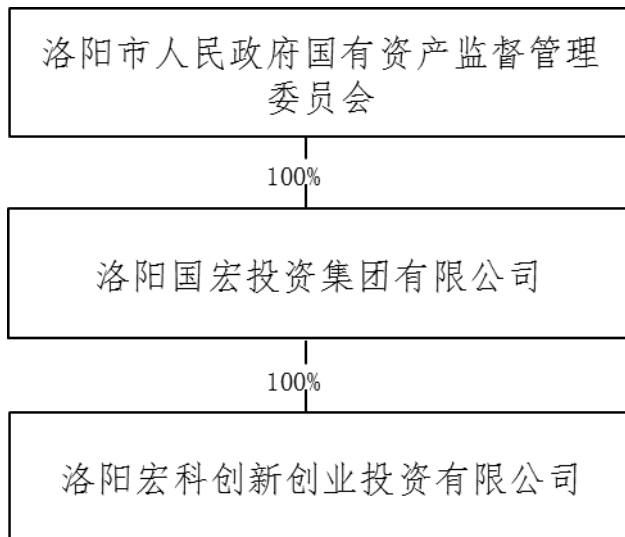 洛阳市人民政府国有资产监督管理
委员会
100%
洛阳国宏投资集团有限公司
100%
洛阳宏科创新创业投资有限公司